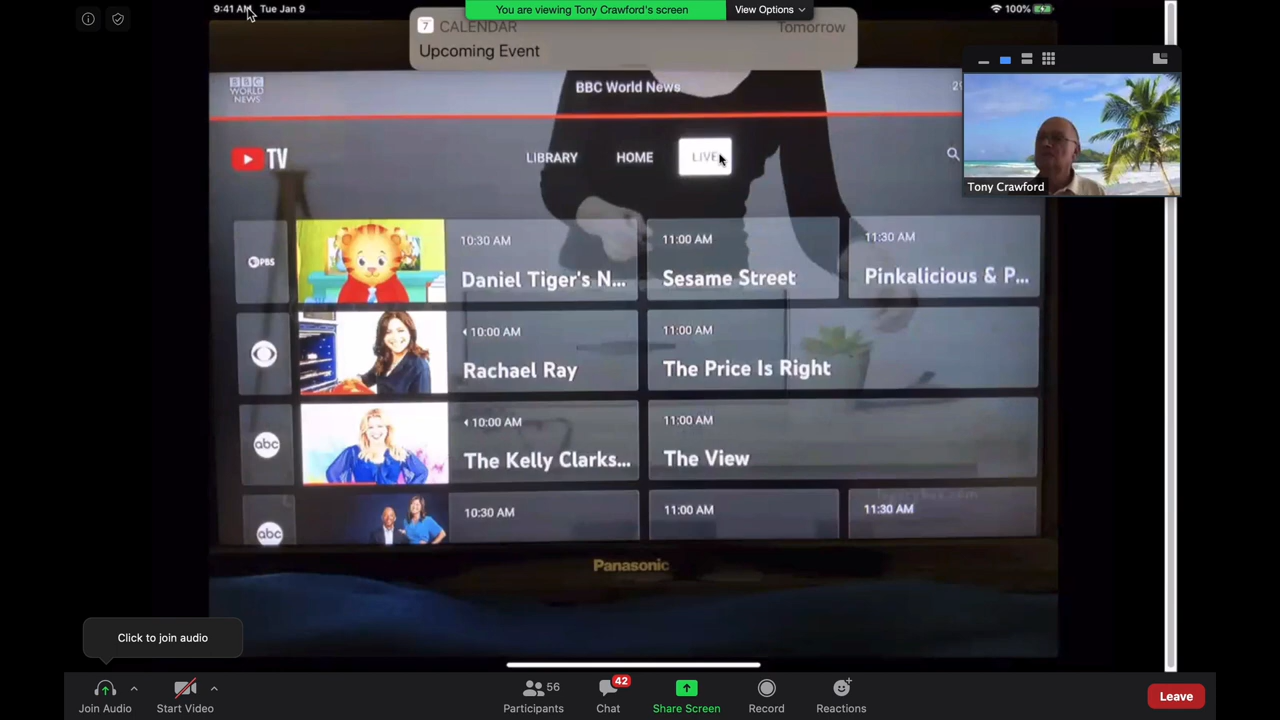 9:41 AM Tue Jan 9
You are viewing Tony Crawford's screen
View Options
100%
7
CALENDAR
Tomorrow
Upcoming Event
BBC
WORLD
NEWS
BBC World News
TV
LIBRARY
HOME
LIVE
Tony Crawford
PBS
10:30 AM
Daniel Tiger's N...
11:00 AM
Sesame Street
11:30 AM
Pinkalicious & P...
10:00 AM
Rachael Ray
11:00 AM
The Price Is Right
abc
10:00 AM
The Kelly Clarks...
11:00 AM
The View
abc
10:30 AM
11:00 AM
11:30 AM
Panasonic
Click to join audio
Join Audio
Start Video
56
Participants
42
Chat
Share Screen
Record
Reactions
Leave